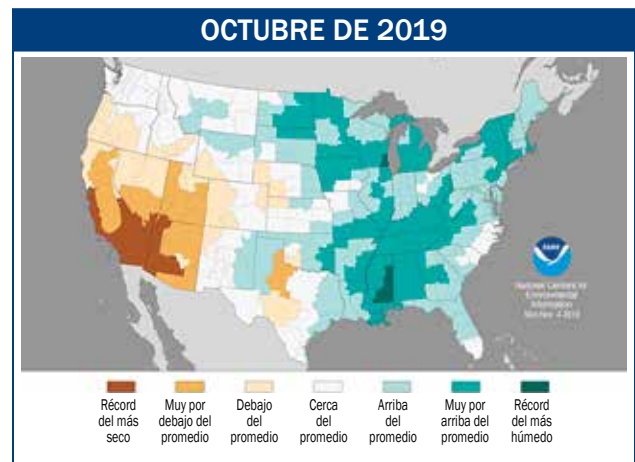 OCTUBRE DE 2019
NOAA
National Centers for
Environmental
Information
Récord
del más
seco
Muy por
debajo del
promedio
Debajo
del
promedio
Cerca
del
promedio
Arriba
del
promedio
Muy por
arriba del
promedio
Récord
del más
húmedo